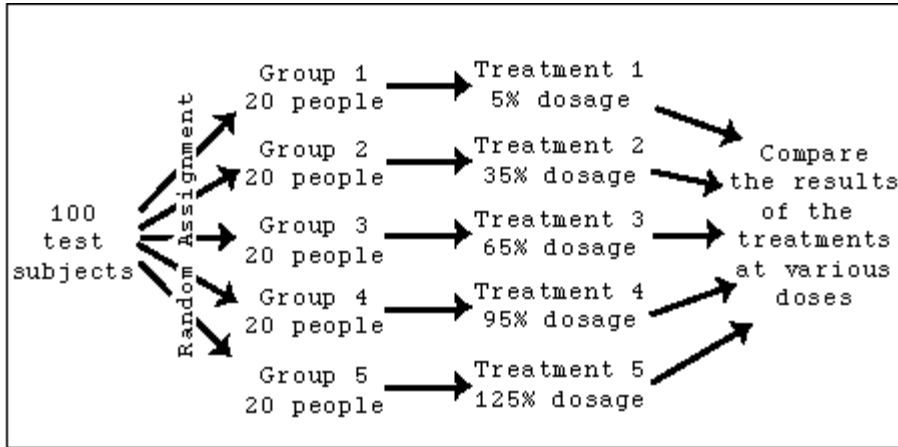 100
test
subjects
Random Assignment
Group 1
20 people
Group 2
20 people
Group 3
20 people
Group 4
20 people
Group 5
20 people
Treatment 1
5% dosage
Treatment 2
35% dosage
Treatment 3
65% dosage
Treatment 4
95% dosage
Treatment 5
125% dosage
Compare
the results
of the
treatments
at various
doses